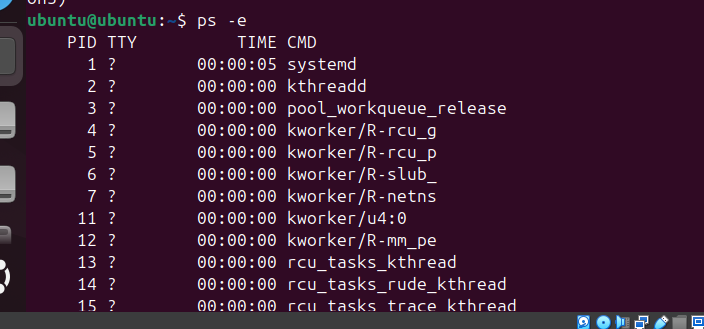 ubuntu@ubuntu:~$ ps -e
PID TTY TIME CMD
1 ? 00:00:05 systemd
2 ? 00:00:00 kthreadd
3 ? 00:00:00 pool_workqueue_release
4 ? 00:00:00 kworker/R-rcu_g
5 ? 00:00:00 kworker/R-rcu_p
6 ? 00:00:00 kworker/R-slub_
7 ? 00:00:00 kworker/R-netns
11 ? 00:00:00 kworker/u4:0
12 ? 00:00:00 kworker/R-mm_pe
13 ? 00:00:00 rcu_tasks_kthread
14 ? 00:00:00 rcu_tasks_rude_kthread
15 ? 00:00:00 rcu_tasks_trace_kthread